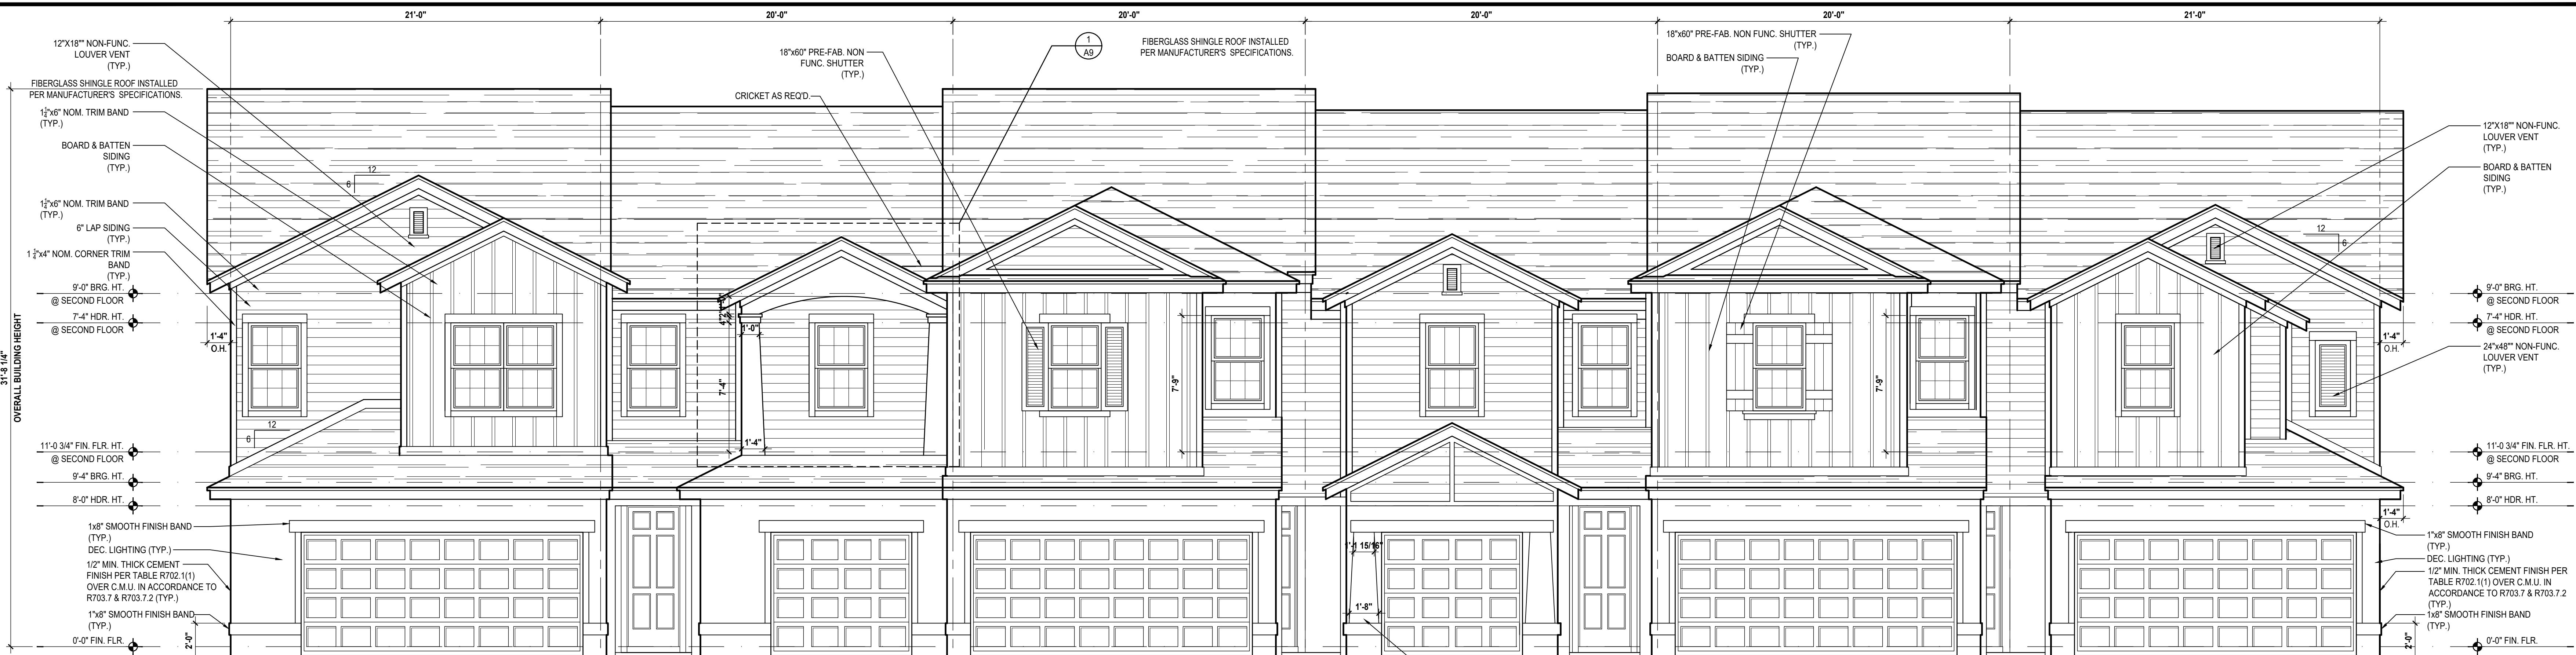 21'-0"
20'-0"
20'-0"
20'-0"
20'-0"
21'-0"
12"X18"" NON-FUNC.
LOUVER VENT
(TYP.)
FIBERGLASS SHINGLE ROOF INSTALLED
PER MANUFACTURER'S SPECIFICATIONS.
1½"x6" NOM. TRIM BAND
(TYP.)
BOARD & BATTEN
SIDING
(TYP.)
1½"x6" NOM. TRIM BAND
(TYP.)
6" LAP SIDING
(TYP.)
1 ½"x4" NOM. CORNER TRIM
BAND
(TYP.)
9'-0" BRG. HT.
@ SECOND FLOOR
7'-4" HDR. HT.
@ SECOND FLOOR
1'-4"
O.H.
31'-8 1/4"
OVERALL BUILDING HEIGHT
11'-0 3/4" FIN. FLR. HT.
@ SECOND FLOOR
9'-4" BRG. HT.
8'-0" HDR. HT.
1x8" SMOOTH FINISH BAND
(TYP.)
DEC. LIGHTING (TYP.)
1/2" MIN. THICK CEMENT
FINISH PER TABLE R702.1(1)
OVER C.M.U. IN ACCORDANCE TO
R703.7 & R703.7.2 (TYP.)
1"x8" SMOOTH FINISH BAND
(TYP.)
0'-0" FIN. FLR.
2'-0"
12
6
12
6
18"x60" PRE-FAB. NON
FUNC. SHUTTER
(TYP.)
CRICKET AS REQ'D.
1
A9
FIBERGLASS SHINGLE ROOF INSTALLED
PER MANUFACTURER'S SPECIFICATIONS.
1'-0"
7'-4"
1'-4"
7'-9"
1'-1 15/16"
1'-8"
18"x60" PRE-FAB. NON FUNC. SHUTTER
(TYP.)
BOARD & BATTEN SIDING
(TYP.)
7'-9"
12
6
12"X18"" NON-FUNC.
LOUVER VENT
(TYP.)
BOARD & BATTEN
SIDING
(TYP.)
9'-0" BRG. HT.
@ SECOND FLOOR
7'-4" HDR. HT.
@ SECOND FLOOR
1'-4"
O.H.
24"x48"" NON-FUNC.
LOUVER VENT
(TYP.)
11'-0 3/4" FIN. FLR. HT.
@ SECOND FLOOR
9'-4" BRG. HT.
8'-0" HDR. HT.
1'-4"
O.H.
1"x8" SMOOTH FINISH BAND
(TYP.)
DEC. LIGHTING (TYP.)
1/2" MIN. THICK CEMENT FINISH PER
TABLE R702.1(1) OVER C.M.U. IN
ACCORDANCE TO R703.7 & R703.7.2
(TYP.)
1x8" SMOOTH FINISH BAND
(TYP.)
0'-0" FIN. FLR.
2'-0"